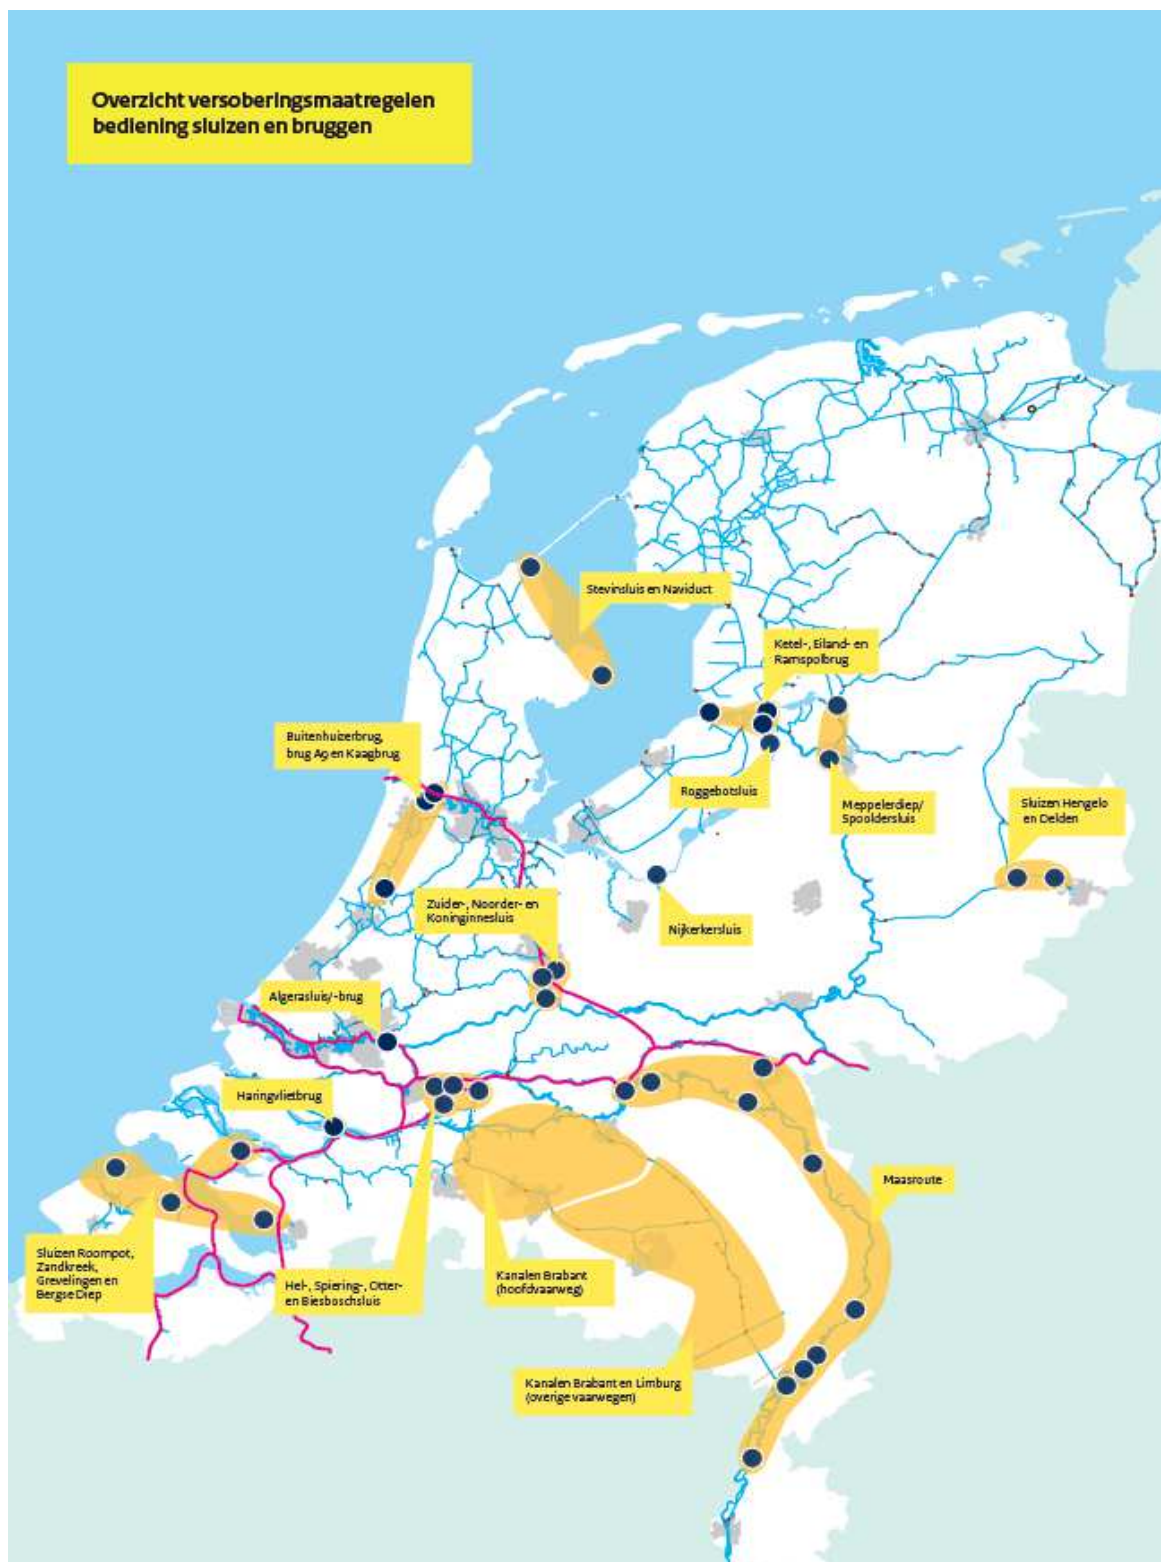 Overzicht versoberingsmaatregelen
bediening sluizen en bruggen
Stevinsluis en Naviduct
Ketel-, Eiland- en
Ramspolbrug
Buitenhuizerbrug,
brug A9 en Kaagbrug
Roggebotsluis
Meppelerdiep/
Spooldersluis
Sluizen Hengelo
en Delden
Zuider-, Noorder- en
Koninginnesluis
Nijkerkersluis
Algerasluis/-brug
Haringvlietbrug
Maasroute
Sluizen Roompot,
Zandkreek,
Grevelingen en
Bergse Diep
Hel-, Spiering-, Otter-
en Biesboschsluis
Kanalen Brabant
(hoofdvaarweg)
Kanalen Brabant en Limburg
(overige vaarwegen)